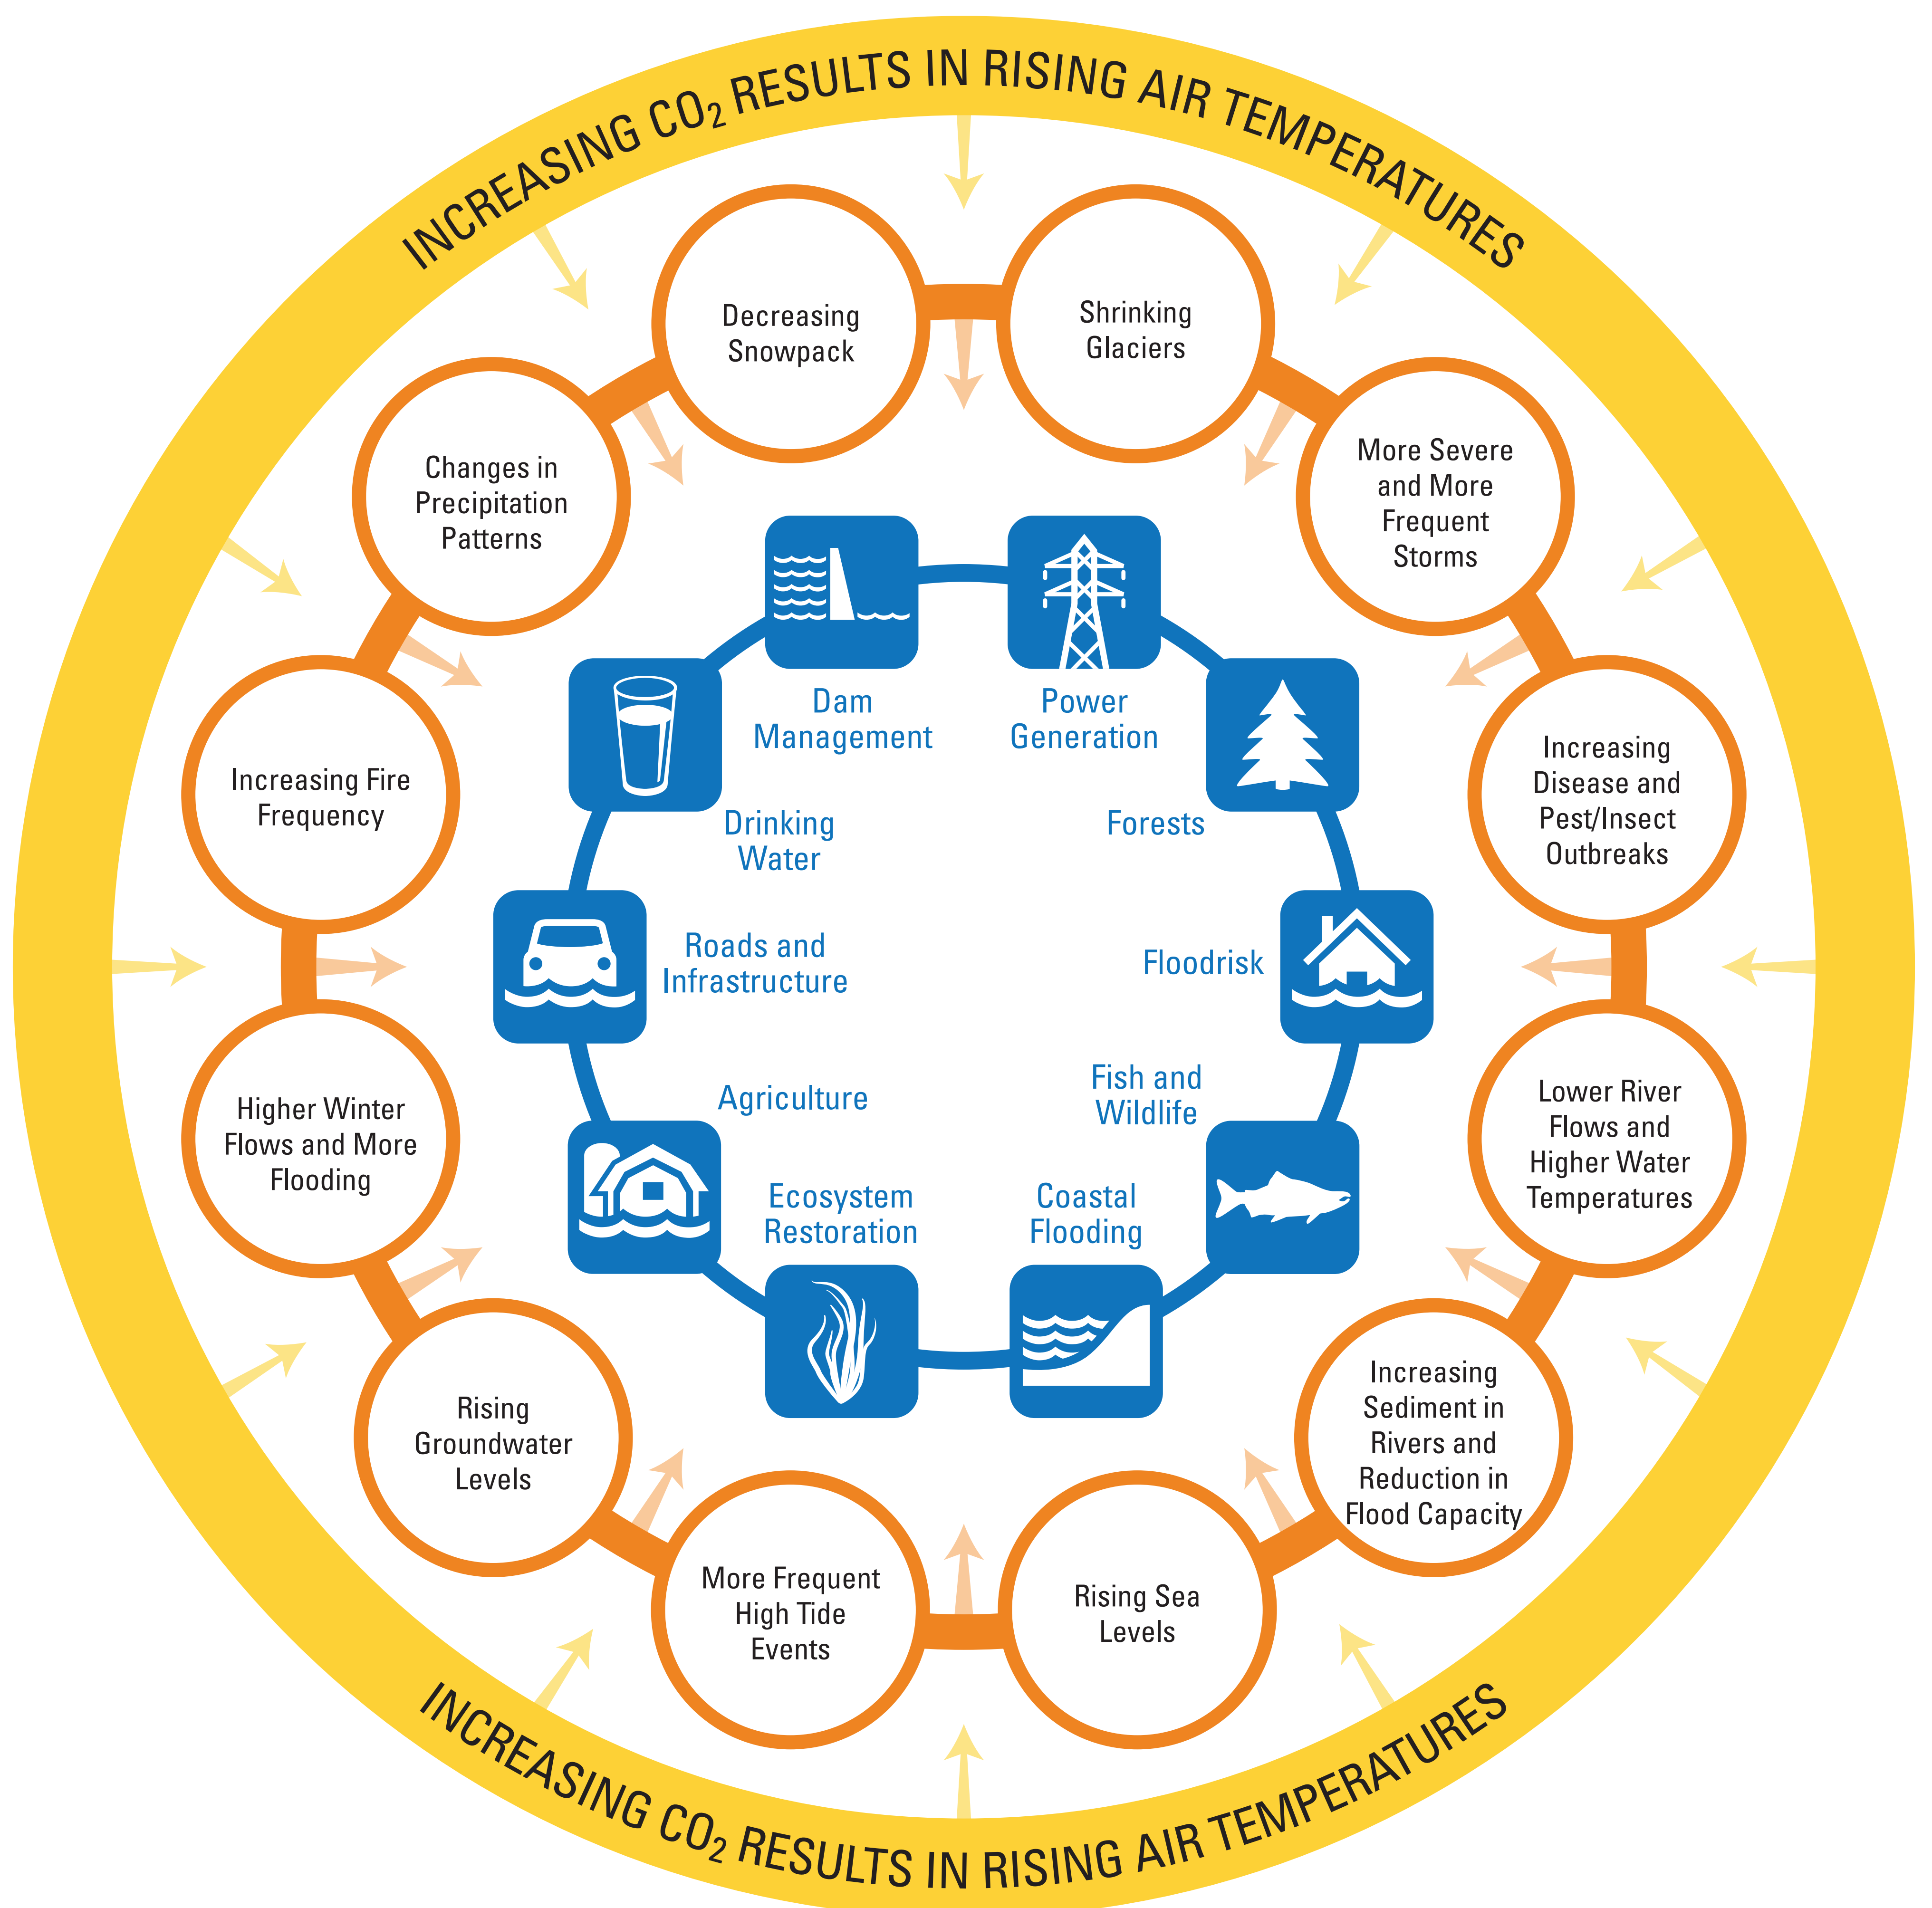 INCREASING CO₂ RESULTS IN RISING AIR TEMPERATURES
Decreasing
Snowpack
Shrinking
Glaciers
More Severe
and More
Frequent
Storms
Increasing
Disease and
Pest/Insect
Outbreaks
Lower River
Flows and
Higher Water
Temperatures
Increasing
Sediment in
Rivers and
Reduction in
Flood Capacity
Rising Sea
Levels
More Frequent
High Tide
Events
Rising
Groundwater
Levels
Higher Winter
Flows and More
Flooding
Increasing Fire
Frequency
Changes in
Precipitation
Patterns
Dam
Management
Power
Generation
Forests
Floodrisk
Fish and
Wildlife
Coastal
Flooding
Ecosystem
Restoration
Agriculture
Roads and
Infrastructure
Drinking
Water
INCREASING CO₂ RESULTS IN RISING AIR TEMPERATURES